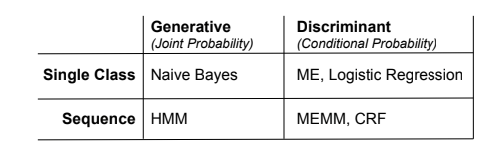 Generative Discriminant
(Joint Probability) (Conditional Probability)
Single Class Naive Bayes ME, Logistic Regression
Sequence HMM MEMM, CRF